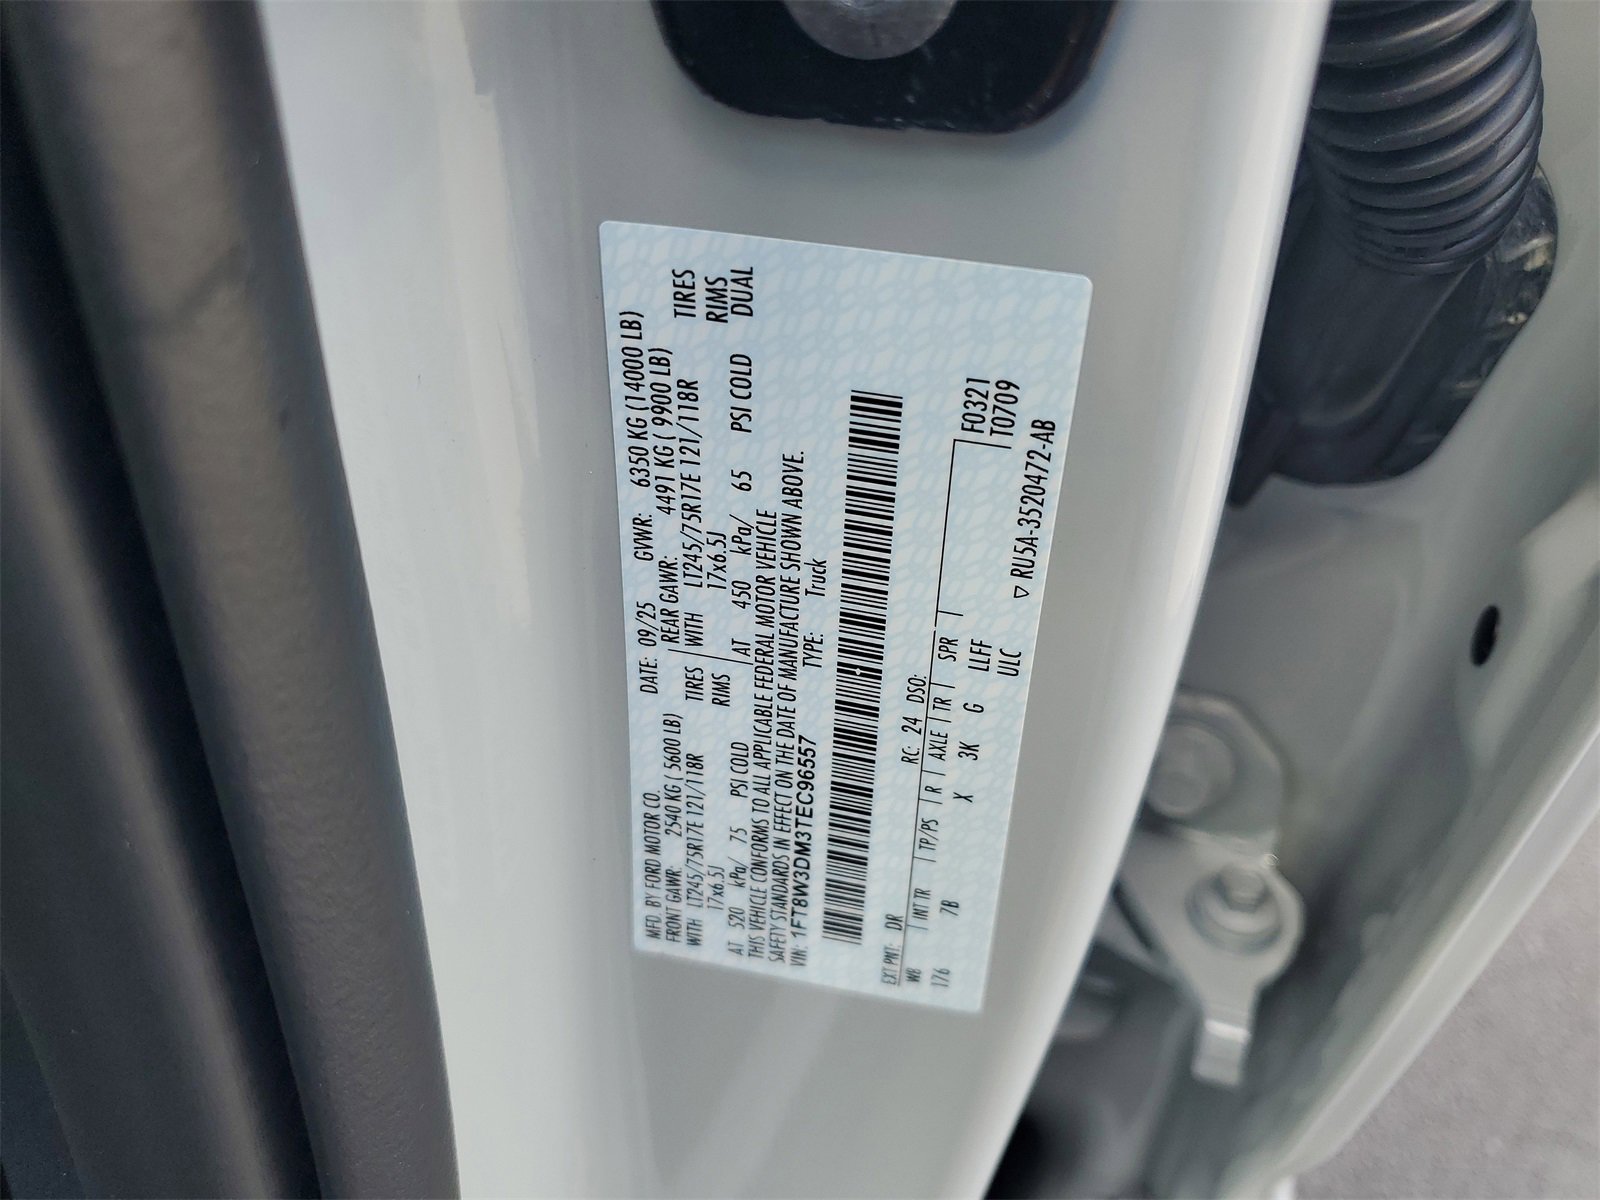 MFD. BY FORD MOTOR CO. DATE: 09/25 GVWR: 6350 KG (14000 LB)
FRONT GAWR: 2540 KG ( 5600 LB) REAR GAWR: 4491 KG ( 9900 LB)
WITH LT245/75R17E 121/118R TIRES WITH LT245/75R17E 121/118R TIRES
17x6.5J RIMS 17x6.5J RIMS
AT 520 kPa/ 75 PSI COLD AT 450 kPa/ 65 PSI COLD DUAL
THIS VEHICLE CONFORMS TO ALL APPLICABLE FEDERAL MOTOR VEHICLE
SAFETY STANDARDS IN EFFECT ON THE DATE OF MANUFACTURE SHOWN ABOVE.
VIN: 1FT8W3DM3TEC96557 TYPE: Truck
EXT PNT: DR RC: 24 DSO: F0321
WB INT TR TP/PS R AXLE TR SPR T0709
176 7B X 3K G LLFF
ULC ▽ RU5A-3520472-AB